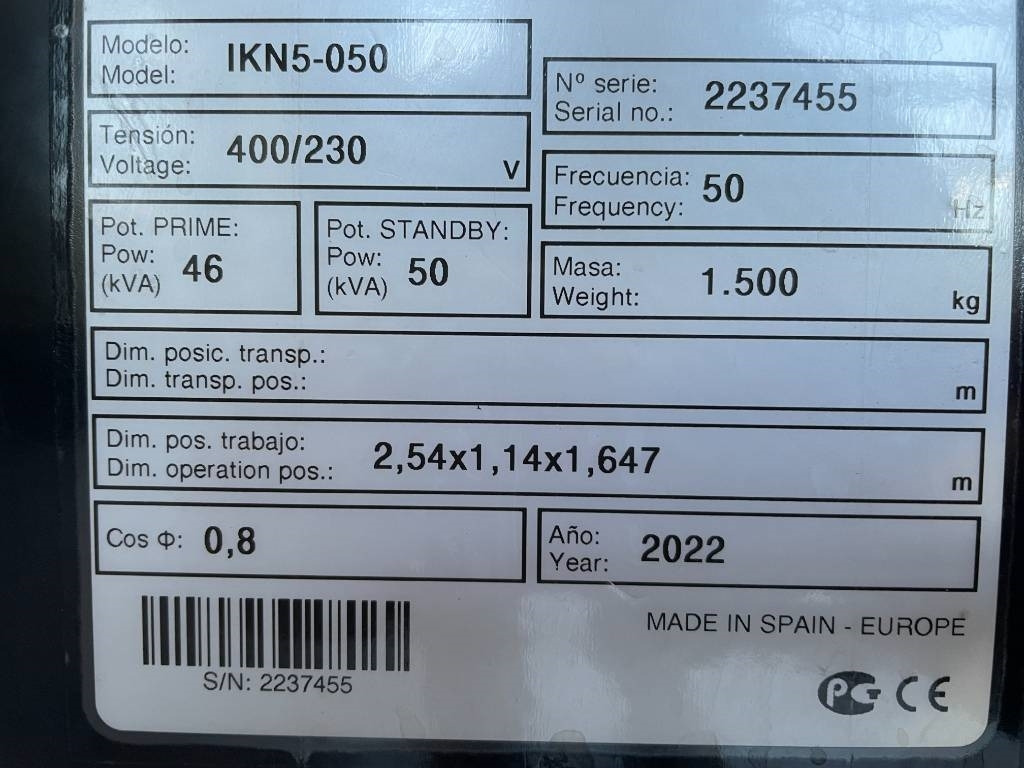 Modelo: IKN5-050
Model:
Nº serie: 2237455
Serial no.:
Tensión: 400/230
Voltage: V
Frecuencia: 50
Frequency: Hz
Pot. PRIME:
Pow: 46
(kVA)
Pot. STANDBY:
Pow: 50
(kVA)
Masa: 1.500
Weight: kg
Dim. posic. transp.:
Dim. transp. pos.: m
Dim. pos. trabajo: 2,54x1,14x1,647
Dim. operation pos.: m
Cos Φ: 0,8
Año: 2022
Year:
S/N: 2237455
MADE IN SPAIN - EUROPE
PG CE